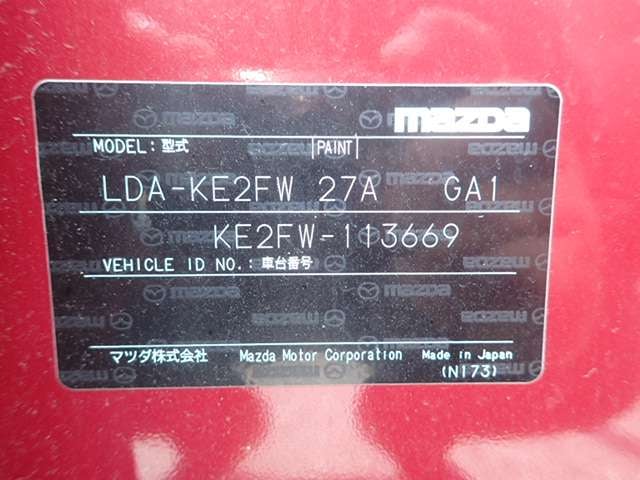 mazda
MODEL: 型式 PAINT
LDA-KE2FW 27A GA1
KE2FW-113669
VEHICLE ID NO.: 車台番号
マツダ株式会社 Mazda Motor Corporation Made in Japan
(N173)